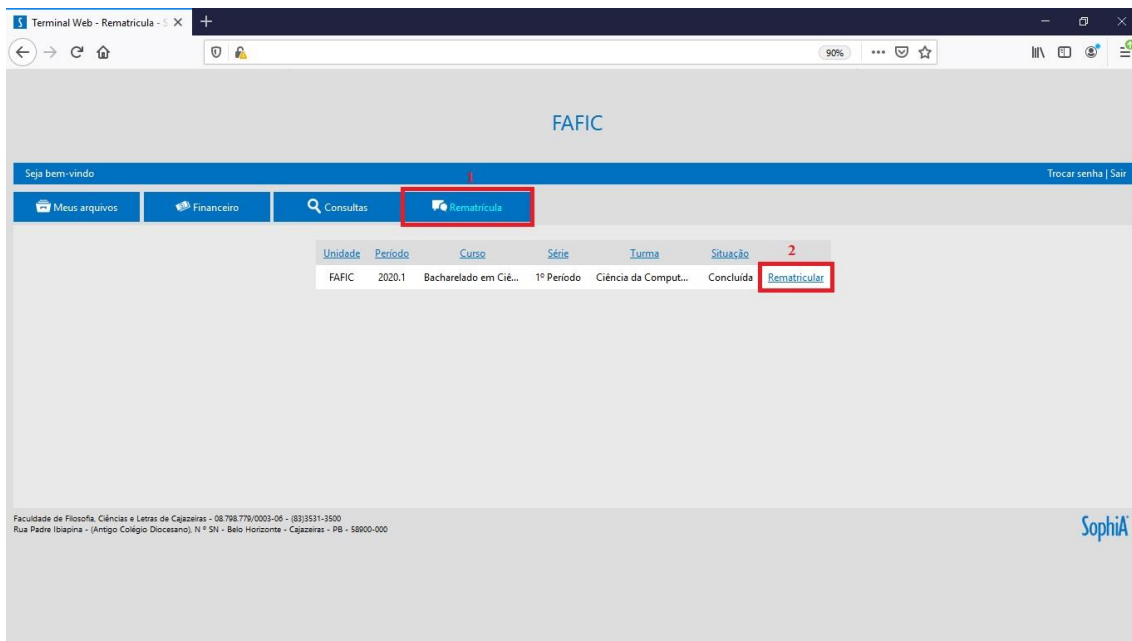 Terminal Web - Rematricula - S
90%
FAFIC
Seja bem-vindo
Trocar senha | Sair
1
Meus arquivos Financeiro Consultas Rematrícula
Unidade Período Curso Série Turma Situação 2
FAFIC 2020.1 Bacharelado em Ciê... 1º Período Ciência da Comput... Concluída Rematricular
Faculdade de Filosofia, Ciências e Letras de Cajazeiras - 08.798.779/0003-06 - (83)3531-3500
Rua Padre Ibiapina - (Antigo Colégio Diocesano), N º SN - Belo Horizonte - Cajazeiras - PB - 58900-000
SophiA